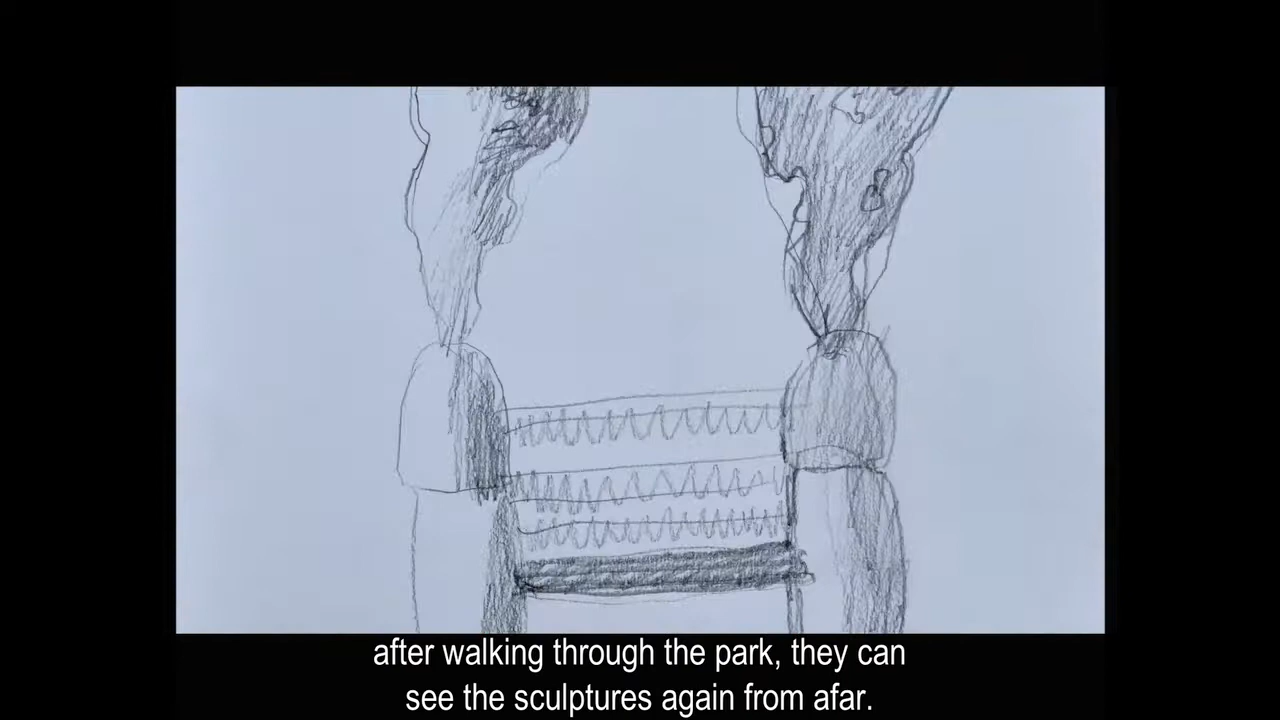 after walking through the park, they can
see the sculptures again from afar.